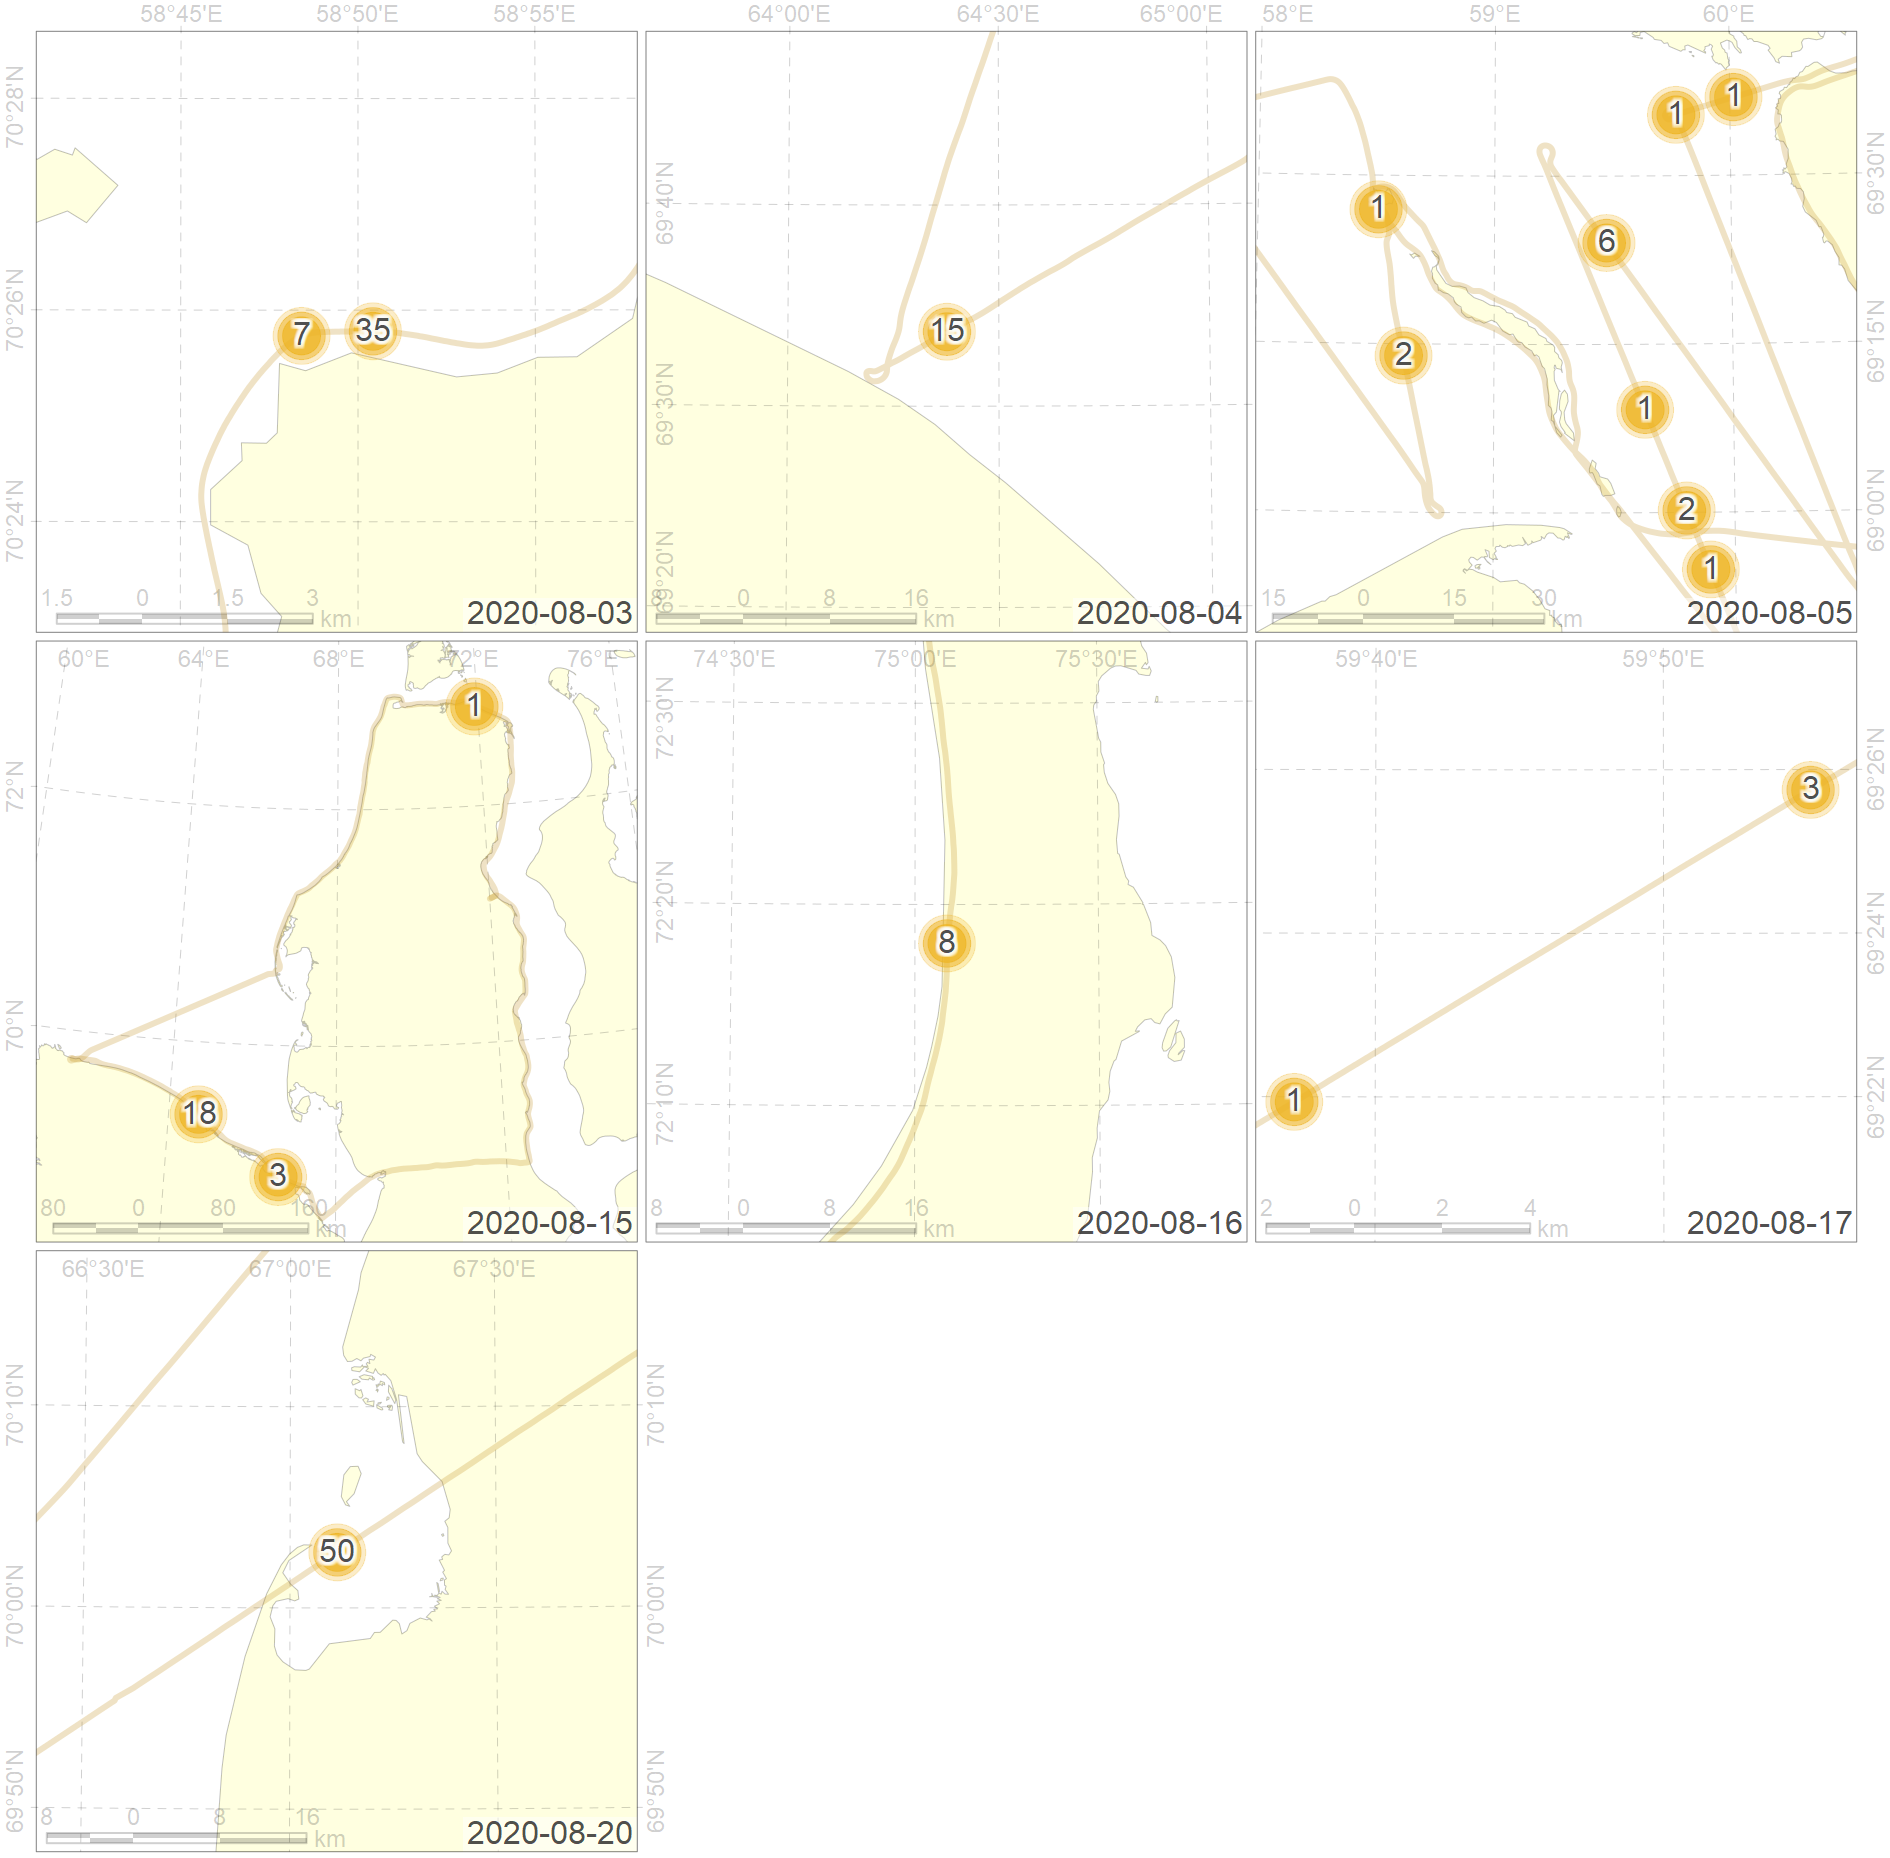 58°45'E 58°50'E 58°55'E 64°00'E 64°30'E 65°00'E 58°E 59°E 60°E
70°28'N
70°26'N
70°24'N
7 35
1.5 0 1.5 3 km
2020-08-03
69°40'N
69°30'N
69°20'N
15
8 0 8 16 km
2020-08-04
1 1
1
6
2
1
2
1
69°30'N
69°15'N
69°00'N
15 0 15 30 km
2020-08-05
60°E 64°E 68°E 72°E 76°E
72°N
70°N
1
18
3
80 0 80 160 km
2020-08-15
74°30'E 75°00'E 75°30'E
72°30'N
72°20'N
72°10'N
8
8 0 8 16 km
2020-08-16
59°40'E 59°50'E
3
1
69°26'N
69°24'N
69°22'N
2 0 2 4 km
2020-08-17
66°30'E 67°00'E 67°30'E
70°10'N 70°10'N
50
70°00'N 70°00'N
69°50'N 69°50'N
8 0 8 16 km
2020-08-20